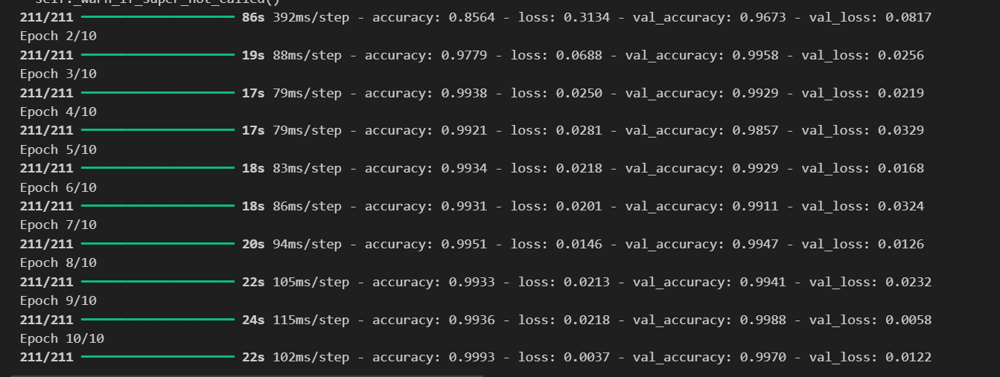 self._warn_if_super_not_called()
211/211 ━━━━━━━━━━━━━━━━━━━━ 86s 392ms/step - accuracy: 0.8564 - loss: 0.3134 - val_accuracy: 0.9673 - val_loss: 0.0817
Epoch 2/10
211/211 ━━━━━━━━━━━━━━━━━━━━ 19s 88ms/step - accuracy: 0.9779 - loss: 0.0688 - val_accuracy: 0.9958 - val_loss: 0.0256
Epoch 3/10
211/211 ━━━━━━━━━━━━━━━━━━━━ 17s 79ms/step - accuracy: 0.9938 - loss: 0.0250 - val_accuracy: 0.9929 - val_loss: 0.0219
Epoch 4/10
211/211 ━━━━━━━━━━━━━━━━━━━━ 17s 79ms/step - accuracy: 0.9921 - loss: 0.0281 - val_accuracy: 0.9857 - val_loss: 0.0329
Epoch 5/10
211/211 ━━━━━━━━━━━━━━━━━━━━ 18s 83ms/step - accuracy: 0.9934 - loss: 0.0218 - val_accuracy: 0.9929 - val_loss: 0.0168
Epoch 6/10
211/211 ━━━━━━━━━━━━━━━━━━━━ 18s 86ms/step - accuracy: 0.9931 - loss: 0.0201 - val_accuracy: 0.9911 - val_loss: 0.0324
Epoch 7/10
211/211 ━━━━━━━━━━━━━━━━━━━━ 20s 94ms/step - accuracy: 0.9951 - loss: 0.0146 - val_accuracy: 0.9947 - val_loss: 0.0126
Epoch 8/10
211/211 ━━━━━━━━━━━━━━━━━━━━ 22s 105ms/step - accuracy: 0.9933 - loss: 0.0213 - val_accuracy: 0.9941 - val_loss: 0.0232
Epoch 9/10
211/211 ━━━━━━━━━━━━━━━━━━━━ 24s 115ms/step - accuracy: 0.9936 - loss: 0.0218 - val_accuracy: 0.9988 - val_loss: 0.0058
Epoch 10/10
211/211 ━━━━━━━━━━━━━━━━━━━━ 22s 102ms/step - accuracy: 0.9993 - loss: 0.0037 - val_accuracy: 0.9970 - val_loss: 0.0122